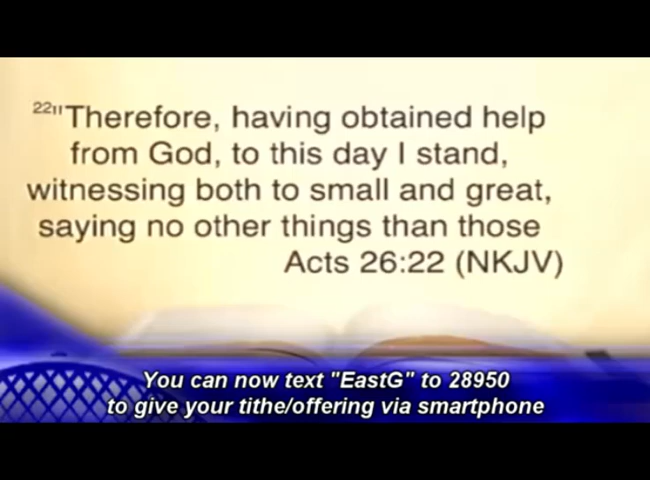 22"Therefore, having obtained help
from God, to this day I stand,
witnessing both to small and great,
saying no other things than those
Acts 26:22 (NKJV)
You can now text "EastG" to 28950
to give your tithe/offering via smartphone